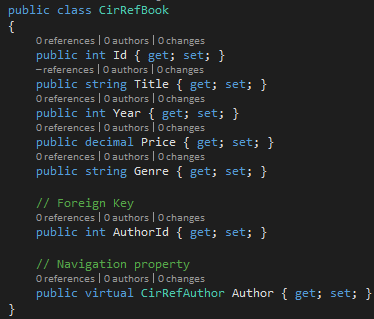 public class CirRefBook
{
0 references | 0 authors | 0 changes
public int Id { get; set; }
–references | 0 authors | 0 changes
public string Title { get; set; }
0 references | 0 authors | 0 changes
public int Year { get; set; }
0 references | 0 authors | 0 changes
public decimal Price { get; set; }
0 references | 0 authors | 0 changes
public string Genre { get; set; }
// Foreign Key
0 references | 0 authors | 0 changes
public int AuthorId { get; set; }
// Navigation property
0 references | 0 authors | 0 changes
public virtual CirRefAuthor Author { get; set; }
}